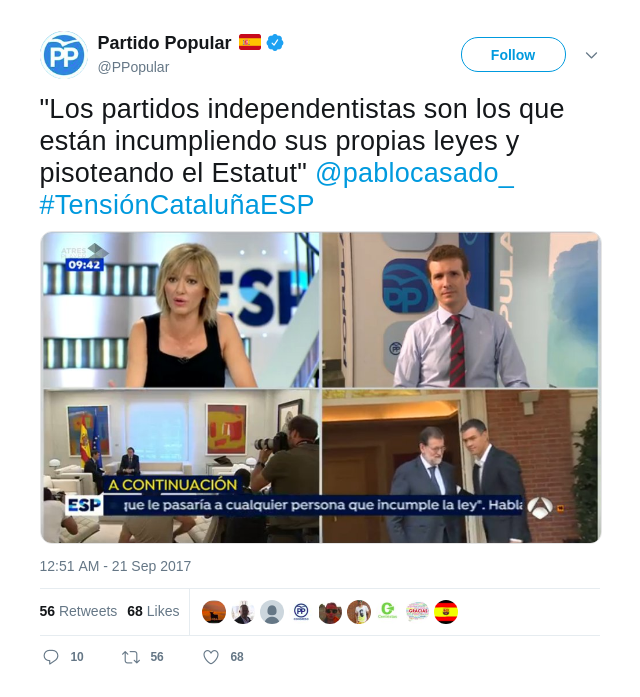 Partido Popular
@PPopular
Follow
"Los partidos independentistas son los que
están incumpliendo sus propias leyes y
pisoteando el Estatut" @pablocasado_
#TensiónCataluñaESP
ATRES
09:42
ESP
PP
A CONTINUACIÓN
ESP
que le pasaría a cualquier persona que incumple la ley". Habla
12:51 AM - 21 Sep 2017
56 Retweets 68 Likes
10 56 68